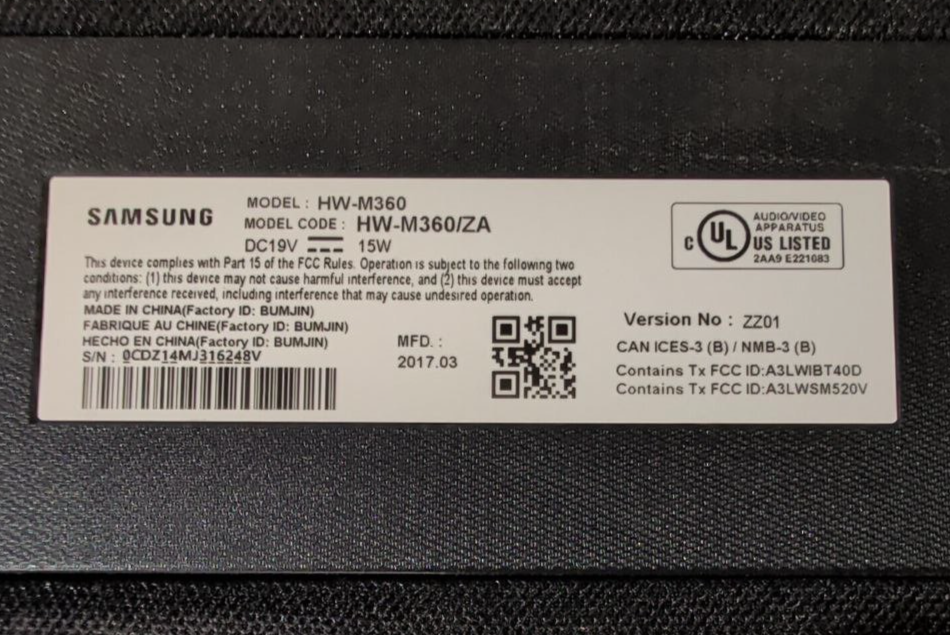 SAMSUNG
MODEL : HW-M360
MODEL CODE : HW-M360/ZA
DC19V 15W
This device complies with Part 15 of the FCC Rules. Operation is subject to the following two
conditions: (1) this device may not cause harmful interference, and (2) this device must accept
any interference received, including interference that may cause undesired operation.
MADE IN CHINA(Factory ID: BUMJIN)
FABRIQUE AU CHINE(Factory ID: BUMJIN)
HECHO EN CHINA(Factory ID: BUMJIN)
S/N : 0CDZ14MJ316248V
MFD. :
2017.03
C UL US LISTED
AUDIO/VIDEO
APPARATUS
2AA9 E221083
Version No : ZZ01
CAN ICES-3 (B) / NMB-3 (B)
Contains Tx FCC ID:A3LWIBT40D
Contains Tx FCC ID:A3LWSM520V